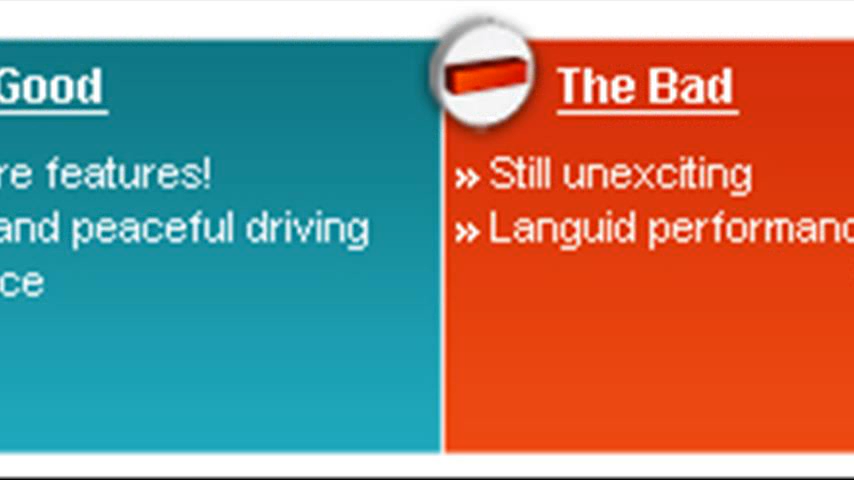 Good
re features!
and peaceful driving
ce
The Bad
» Still unexciting
» Languid performanc